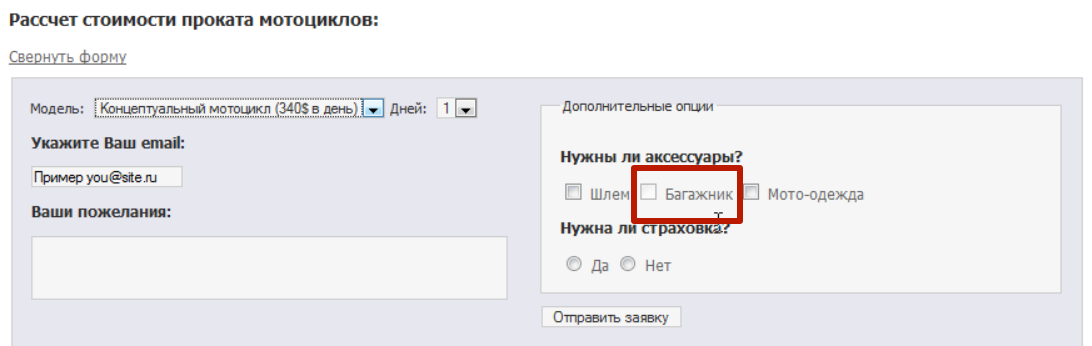 Рассчет стоимости проката мотоциклов:
Свернуть форму
Модель: Концептуальный мотоцикл (340$ в день) Дней: 1
Укажите Ваш email:
Пример you@site.ru
Ваши пожелания:
Дополнительные опции
Нужны ли аксессуары?
Шлем Багажник Мото-одежда
Нужна ли страховка?
Да Нет
Отправить заявку